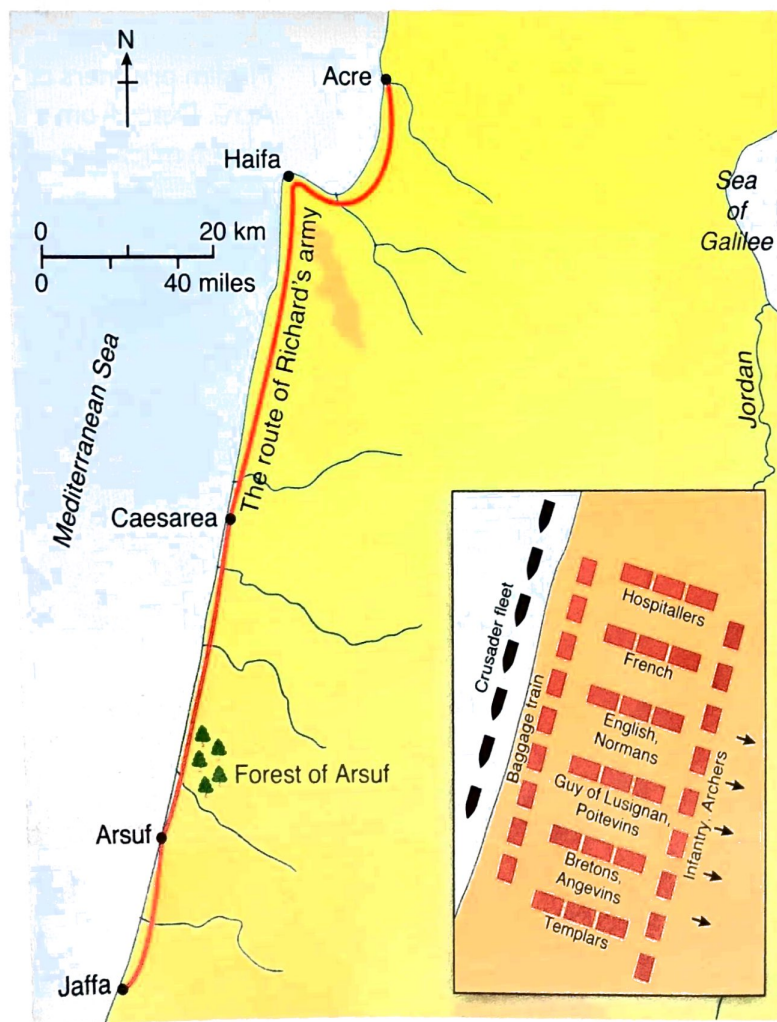 N
Acre
Haifa
Sea
of
Galilee
0 20 km
0 40 miles
The route of Richard's army
Mediterranean Sea
Jordan
Caesarea
Forest of Arsuf
Arsuf
Jaffa
Crusader fleet
Baggage train
Hospitallers
French
English,
Normans
Guy of Lusignan,
Poitevins
Bretons,
Angevins
Templars
Infantry, Archers